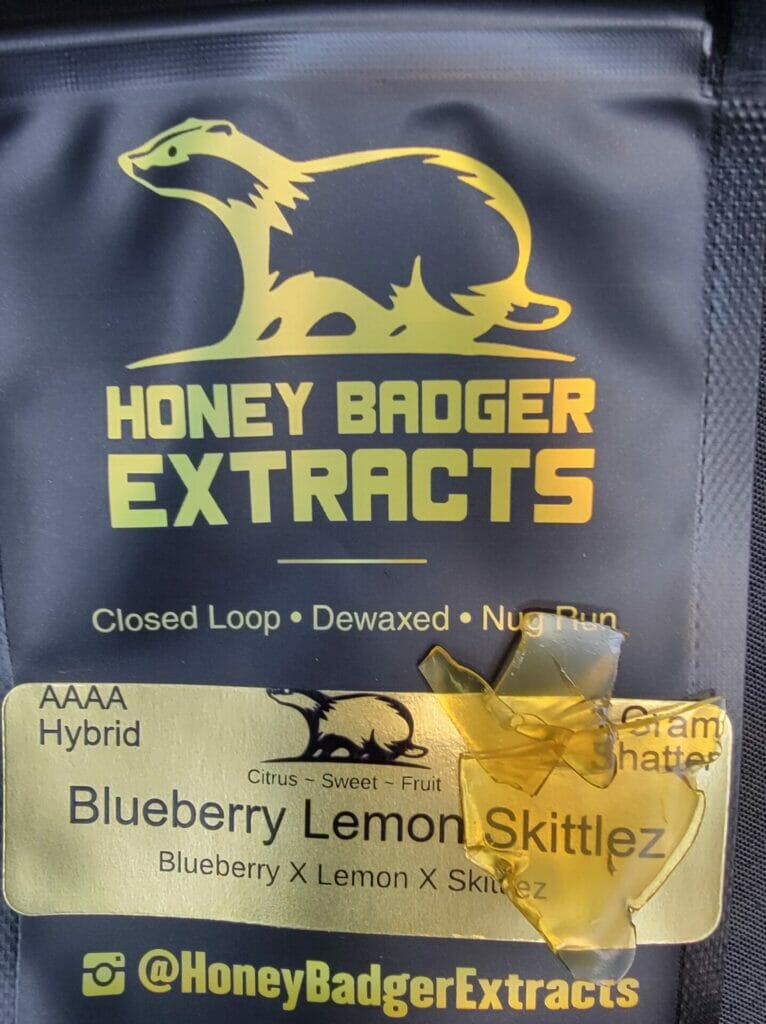 HONEY BADGER
EXTRACTS
Closed Loop • Dewaxed • Nug Run
AAAA
Hybrid
Gram
Shatter
Citrus ~ Sweet ~ Fruit
Blueberry Lemon Skittlez
Blueberry X Lemon X Skittlez
@HoneyBadgerExtracts